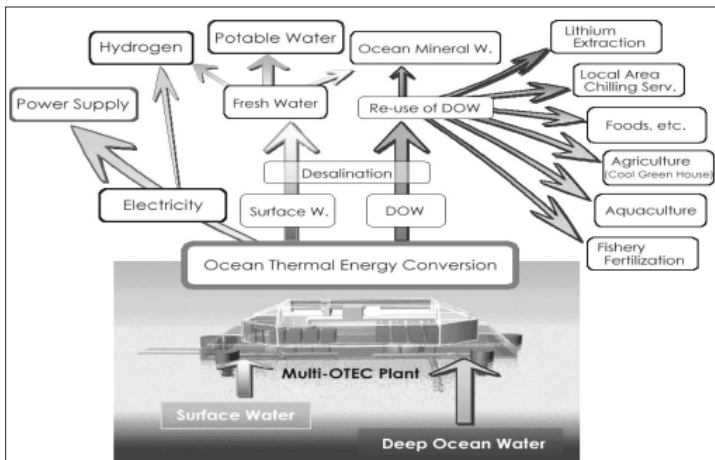 Hydrogen
Potable Water
Ocean Mineral W.
Lithium
Extraction
Power Supply
Fresh Water
Re-use of DOW
Local Area
Chilling Serv.
Foods, etc.
Desalination
Agriculture
(Cool Green House)
Electricity
Surface W.
DOW
Aquaculture
Fishery
Fertilization
Ocean Thermal Energy Conversion
Multi-OTEC Plant
Surface Water
Deep Ocean Water